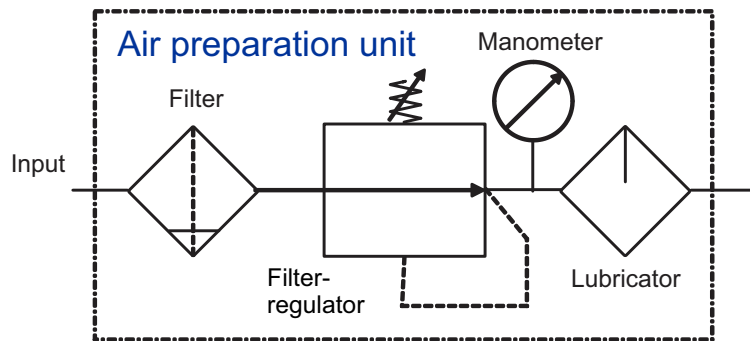 Air preparation unit
Manometer
Filter
Input
Filter-
regulator
Lubricator